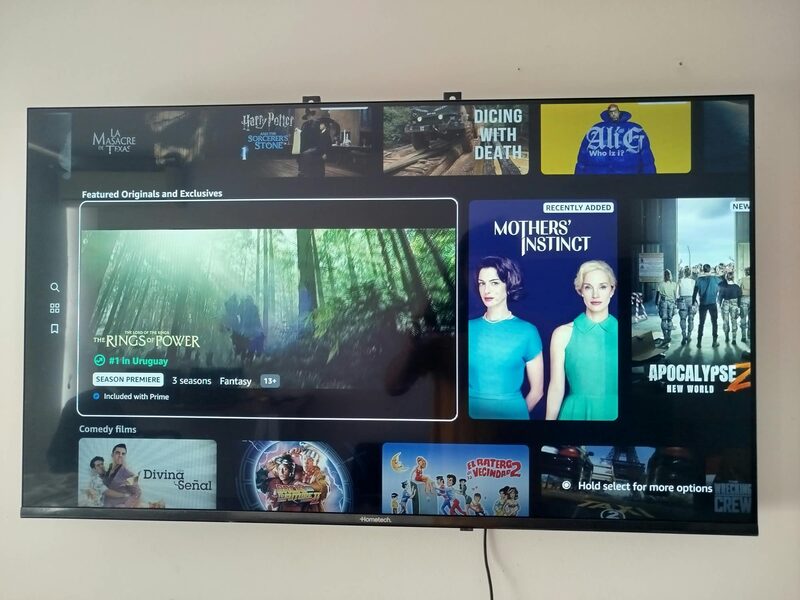 LA
MASACRE
DE
TEXAS
Harry Potter
AND THE
SORCERER'S
STONE
DICING
WITH
DEATH
Ali G
Who iz i?
Featured Originals and Exclusives
THE LORD OF THE RINGS
THE RINGS OF POWER
#1 in Uruguay
SEASON PREMIERE 3 seasons Fantasy 13+
Included with Prime
RECENTLY ADDED
MOTHERS'
INSTINCT
NEW
APOCALYPSE Z
NEW WORLD
Comedy films
Divina
Señal
EL RATERO
DE LA
VECINDAD 2
Hold select for more options
THE
WRECKING
CREW
Hometech